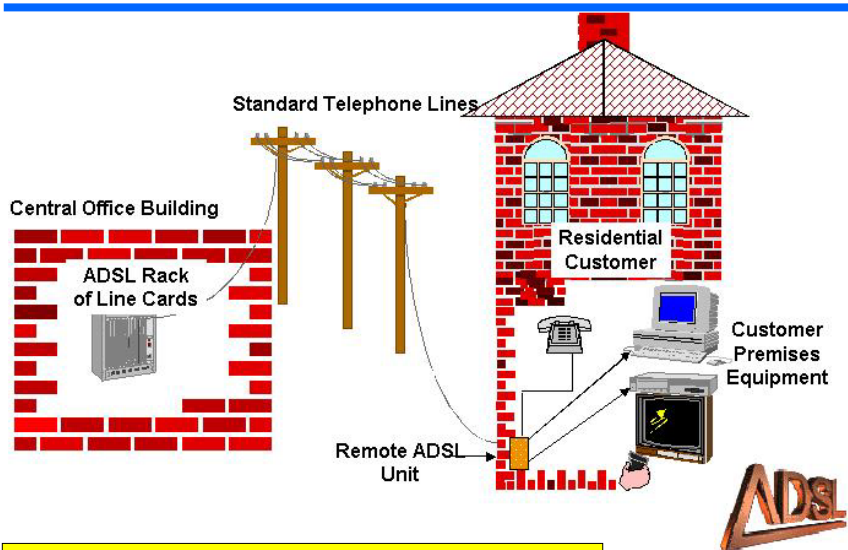 Standard Telephone Lines
Central Office Building
ADSL Rack
of Line Cards
Residential
Customer
Customer
Premises
Equipment
Remote ADSL
Unit
ADSL